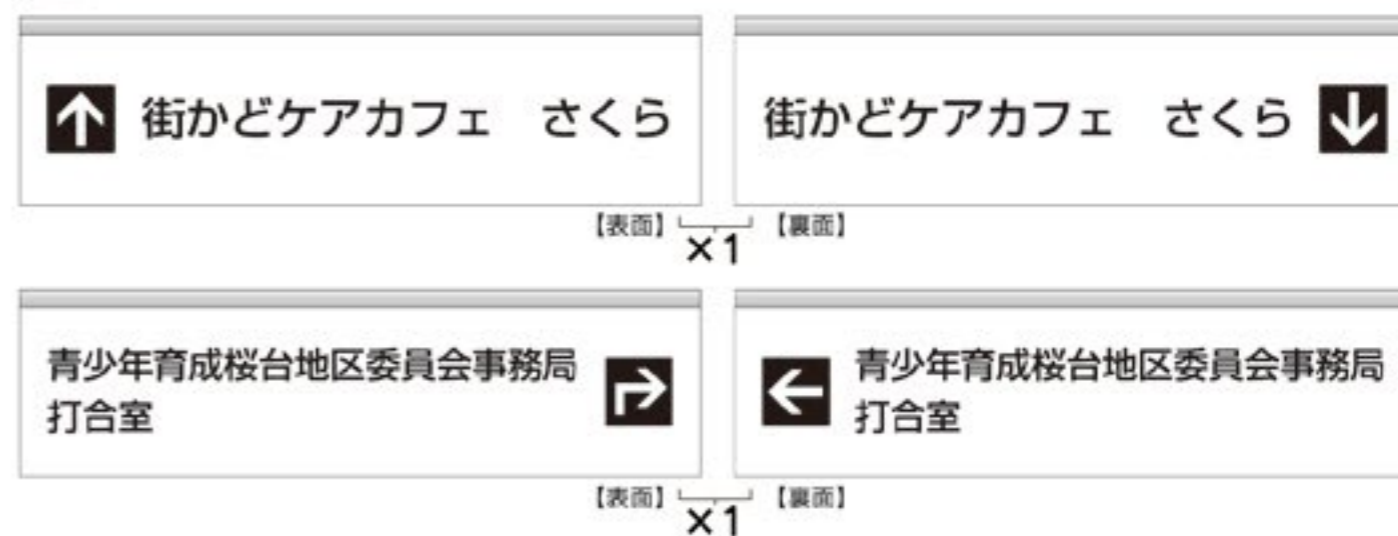 街かどケアカフェ　さくら
街かどケアカフェ　さくら
【表面】 【裏面】
×1
青少年育成桜台地区委員会事務局
打合室
青少年育成桜台地区委員会事務局
打合室
【表面】 【裏面】
×1